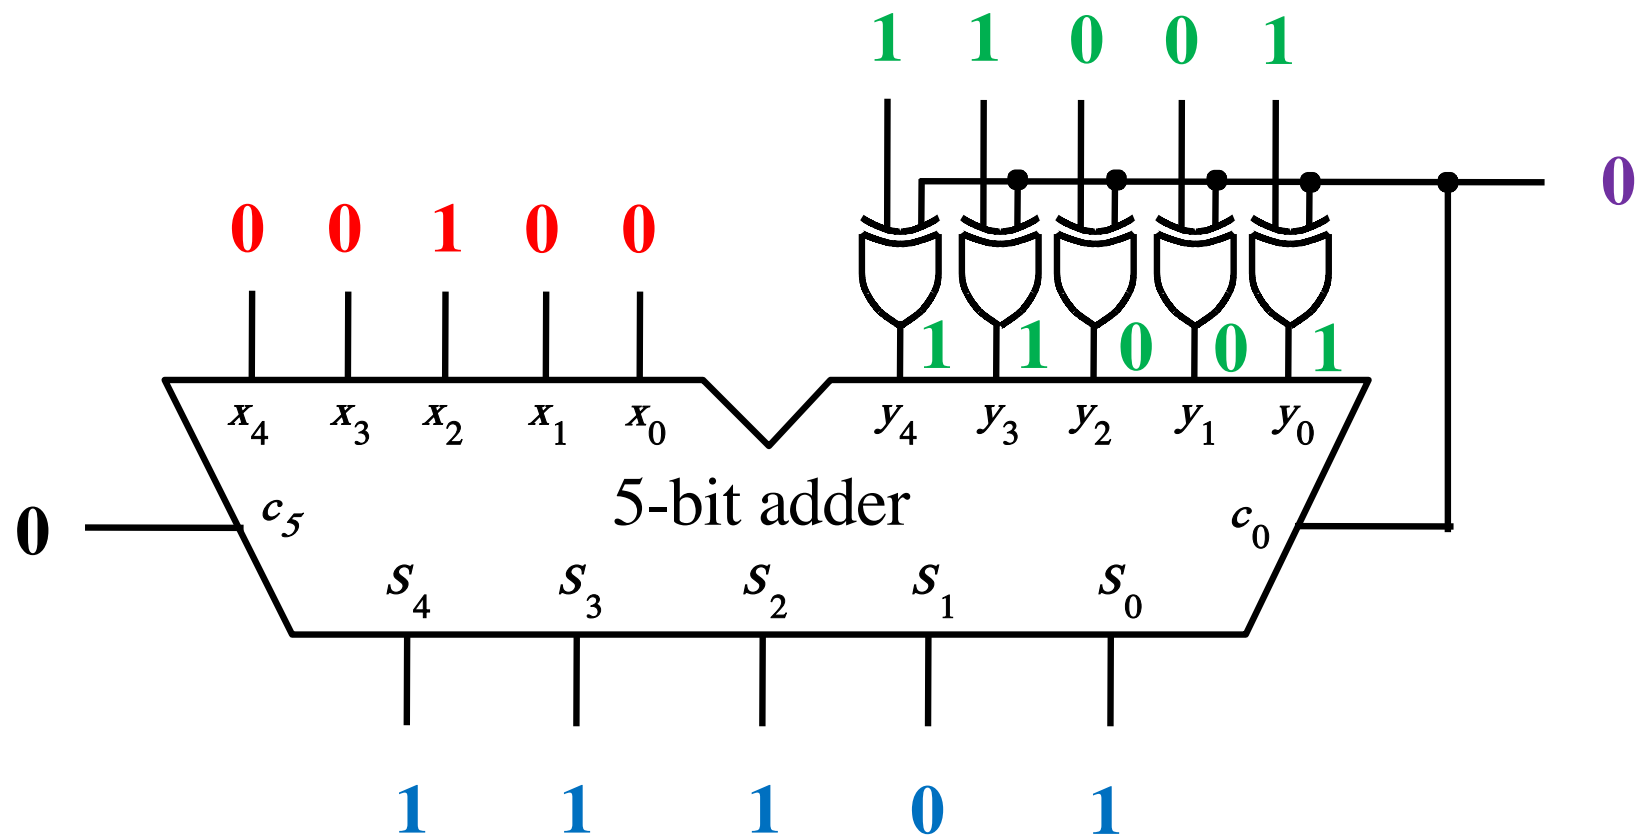 1 1 0 0 1
0
0 0 1 0 0
1 1 0 0 1
x4 x3 x2 x1 x0 y4 y3 y2 y1 y0
5-bit adder
0 c5 c0
S4 S3 S2 S1 S0
1 1 1 0 1